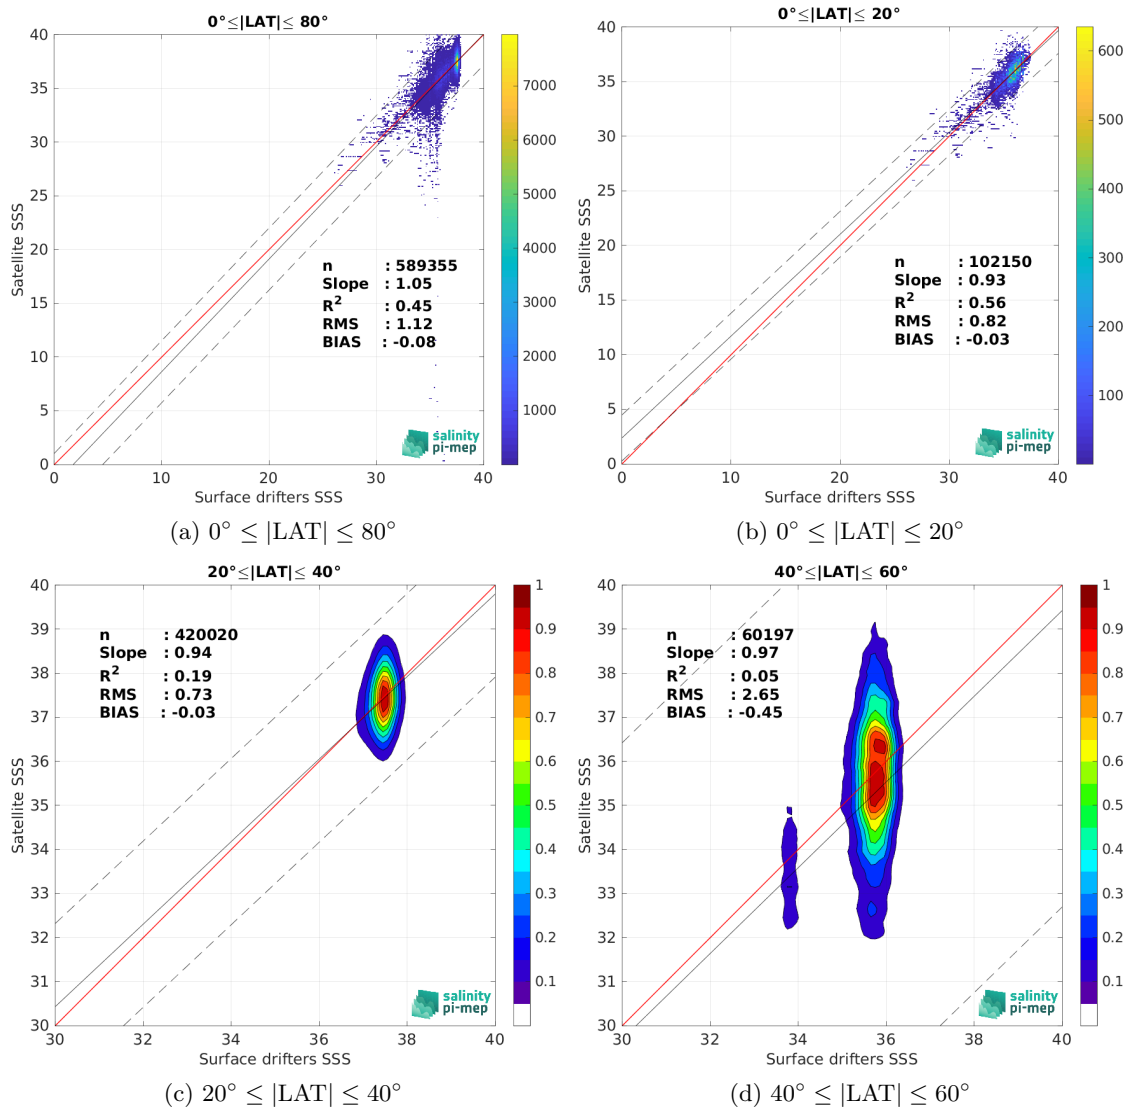 0°≤|LAT|≤ 80°
Satellite SSS
40
35
30
25
20
15
10
5
0
n : 589355
Slope : 1.05
R² : 0.45
RMS : 1.12
BIAS : -0.08
salinity
pi-mep
0 10 20 30 40
Surface drifters SSS
7000
6000
5000
4000
3000
2000
1000
(a) 0° ≤ |LAT| ≤ 80°
0°≤|LAT|≤ 20°
Satellite SSS
40
35
30
25
20
15
10
5
0
n : 102150
Slope : 0.93
R² : 0.56
RMS : 0.82
BIAS : -0.03
salinity
pi-mep
0 10 20 30 40
Surface drifters SSS
600
500
400
300
200
100
(b) 0° ≤ |LAT| ≤ 20°
20°≤|LAT|≤ 40°
Satellite SSS
40
39
38
37
36
35
34
33
32
31
30
n : 420020
Slope : 0.94
R² : 0.19
RMS : 0.73
BIAS : -0.03
salinity
pi-mep
30 32 34 36 38 40
Surface drifters SSS
1
0.9
0.8
0.7
0.6
0.5
0.4
0.3
0.2
0.1
(c) 20° ≤ |LAT| ≤ 40°
40°≤|LAT|≤ 60°
Satellite SSS
40
39
38
37
36
35
34
33
32
31
30
n : 60197
Slope : 0.97
R² : 0.05
RMS : 2.65
BIAS : -0.45
salinity
pi-mep
30 32 34 36 38 40
Surface drifters SSS
1
0.9
0.8
0.7
0.6
0.5
0.4
0.3
0.2
0.1
(d) 40° ≤ |LAT| ≤ 60°